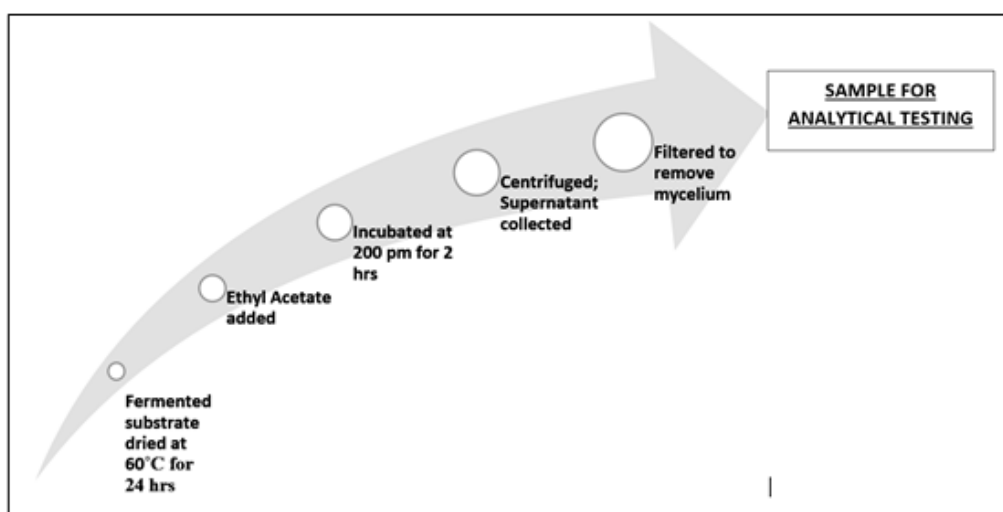 Fermented
substrate
dried at
60°C for
24 hrs
Ethyl Acetate
added
Incubated at
200 pm for 2
hrs
Centrifuged;
Supernatant
collected
Filtered to
remove
mycelium
SAMPLE FOR
ANALYTICAL TESTING